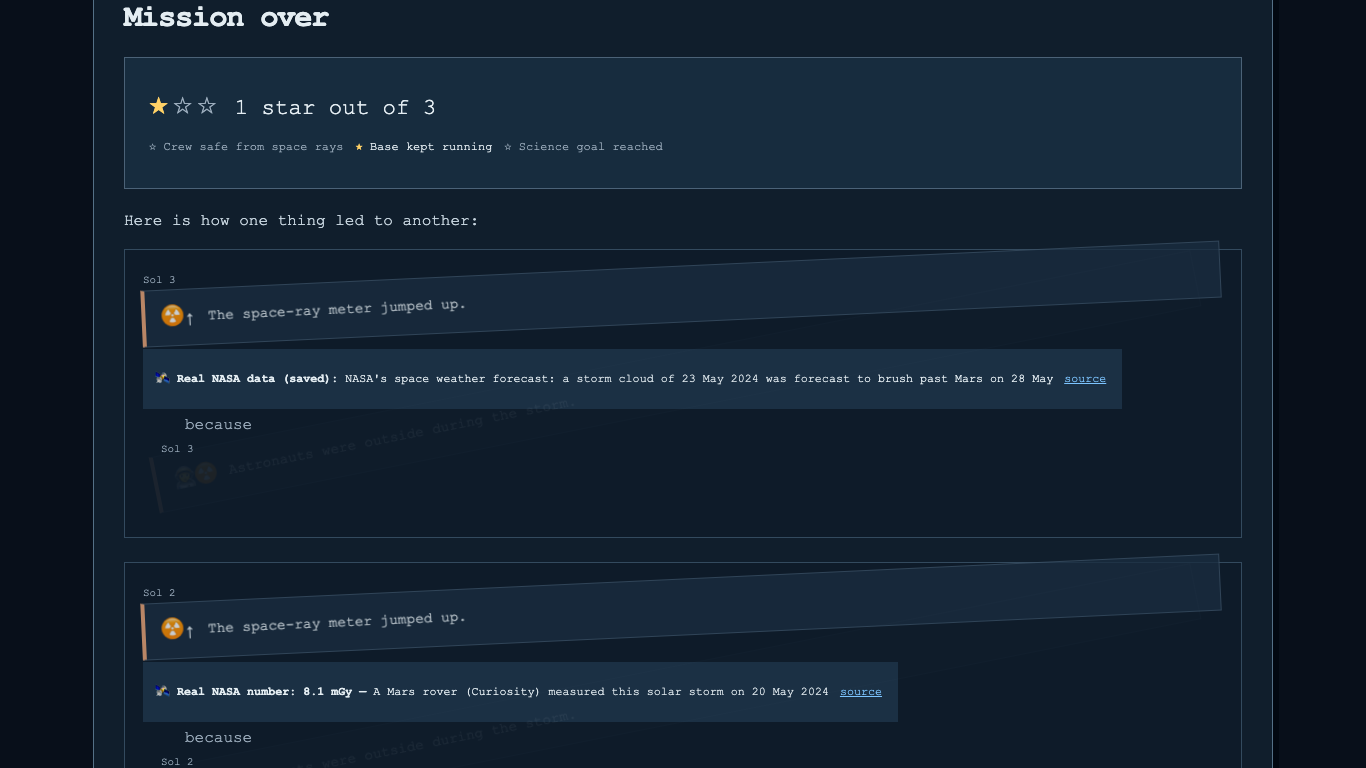 Mission over
★☆☆ 1 star out of 3
☆ Crew safe from space rays ★ Base kept running ☆ Science goal reached
Here is how one thing led to another:
Sol 3
☢↑ The space-ray meter jumped up.
🛰 Real NASA data (saved): NASA's space weather forecast: a storm cloud of 23 May 2024 was forecast to brush past Mars on 28 May source
because
Sol 3
Astronauts were outside during the storm.
Sol 2
☢↑ The space-ray meter jumped up.
🛰 Real NASA number: 8.1 mGy — A Mars rover (Curiosity) measured this solar storm on 20 May 2024 source
because
Sol 2
were outside during the storm.